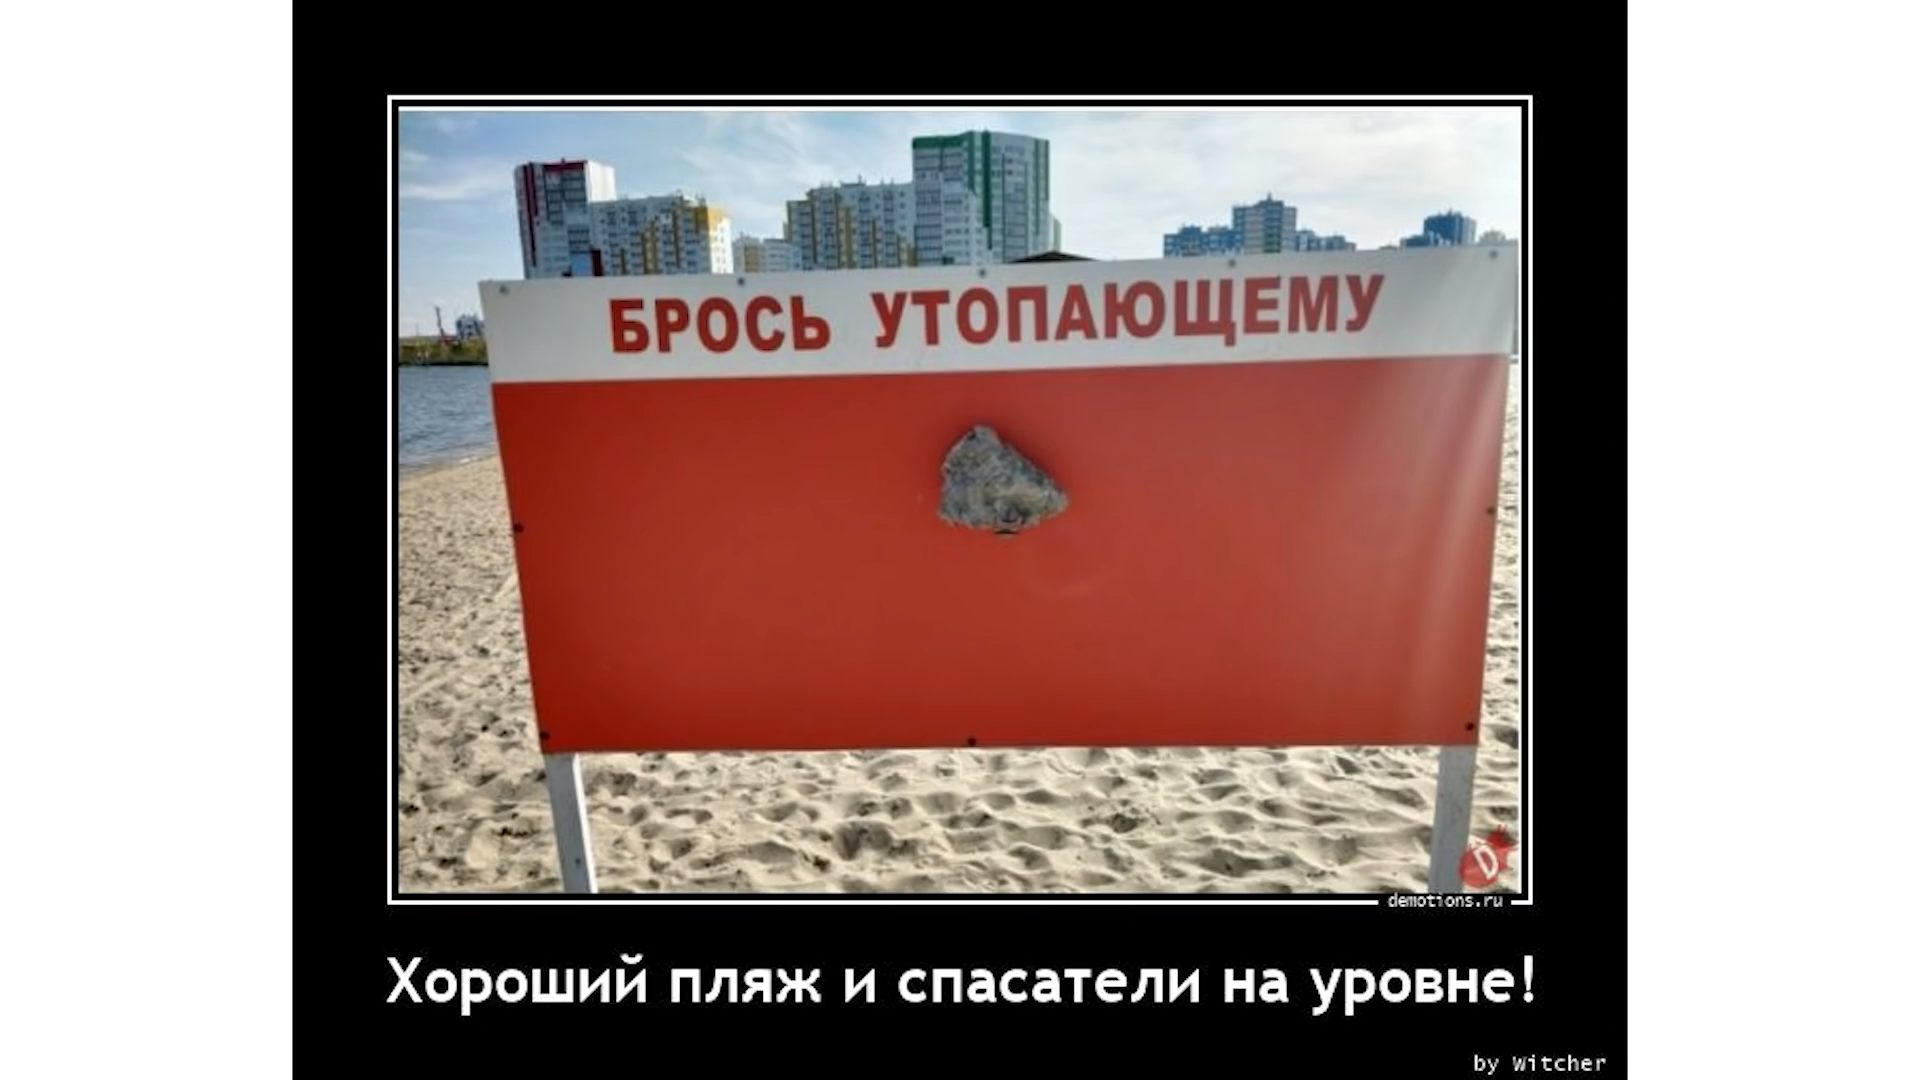 БРОСЬ УТОПАЮЩЕМУ
D
demotions.ru
Хороший пляж и спасатели на уровне!
by Witcher